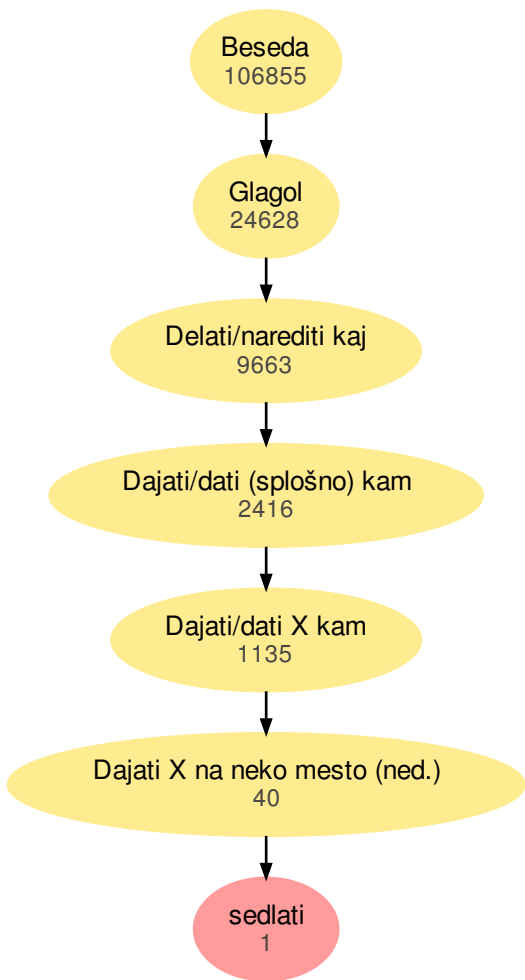 Beseda
106855
Glagol
24628
Delati/narediti kaj
9663
Dajati/dati (splošno) kam
2416
Dajati/dati X kam
1135
Dajati X na neko mesto (ned.)
40
sedlati
1